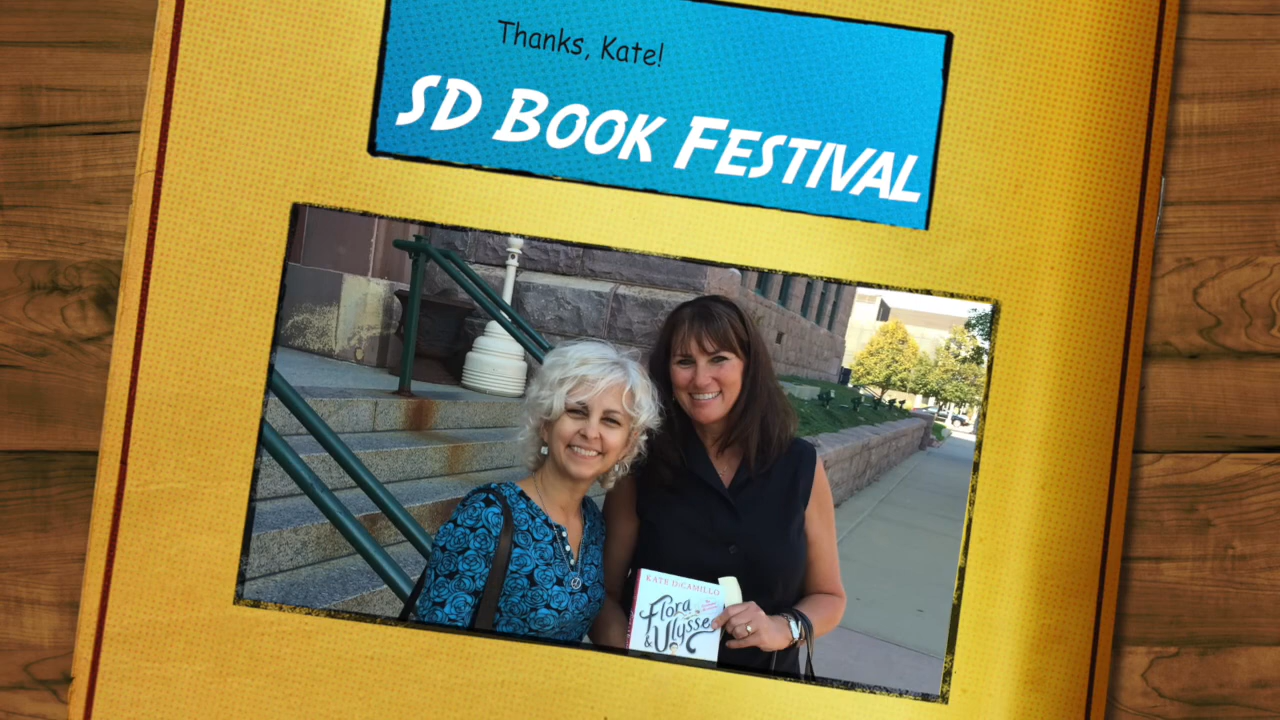 Thanks, Kate!
SD BOOK FESTIVAL
KATE DICAMILLO
Flora
& Ulysses